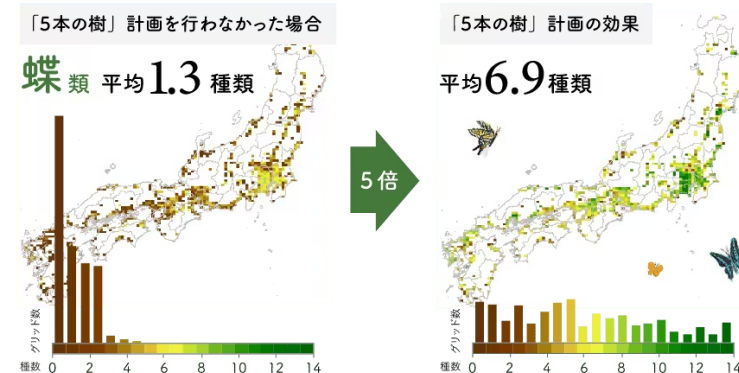 「5本の樹」計画を行わなかった場合
蝶類 平均1.3種類
グリッド数
種数 0 2 4 6 8 10 12 14
5倍
「5本の樹」計画の効果
平均6.9種類
グリッド数
種数 0 2 4 6 8 10 12 14